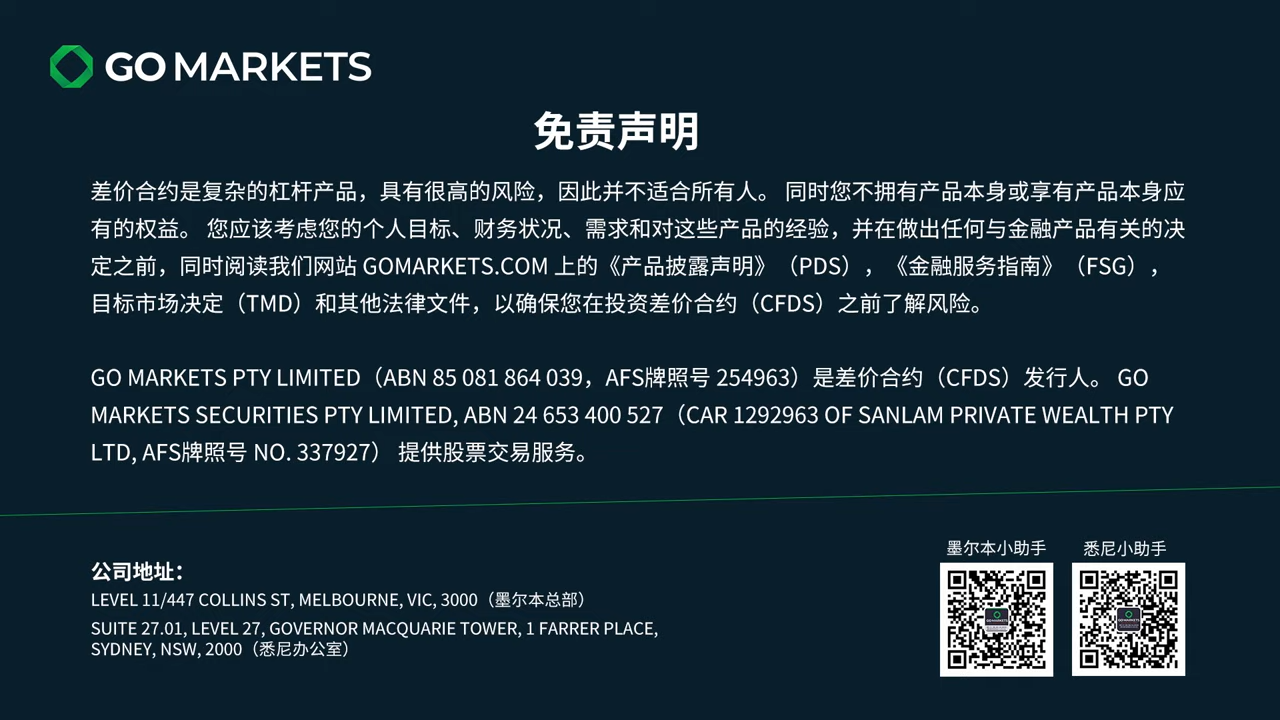 GO MARKETS
免责声明
差价合约是复杂的杠杆产品，具有很高的风险，因此并不适合所有人。 同时您不拥有产品本身或享有产品本身应
有的权益。 您应该考虑您的个人目标、财务状况、需求和对这些产品的经验，并在做出任何与金融产品有关的决
定之前，同时阅读我们网站 GOMARKETS.COM 上的《产品披露声明》（PDS），《金融服务指南》（FSG），
目标市场决定（TMD）和其他法律文件，以确保您在投资差价合约（CFDS）之前了解风险。
GO MARKETS PTY LIMITED（ABN 85 081 864 039，AFS牌照号 254963）是差价合约（CFDS）发行人。 GO
MARKETS SECURITIES PTY LIMITED, ABN 24 653 400 527（CAR 1292963 OF SANLAM PRIVATE WEALTH PTY
LTD, AFS牌照号 NO. 337927） 提供股票交易服务。
公司地址：
LEVEL 11/447 COLLINS ST, MELBOURNE, VIC, 3000（墨尔本总部）
SUITE 27.01, LEVEL 27, GOVERNOR MACQUARIE TOWER, 1 FARRER PLACE,
SYDNEY, NSW, 2000（悉尼办公室）
墨尔本小助手
悉尼小助手